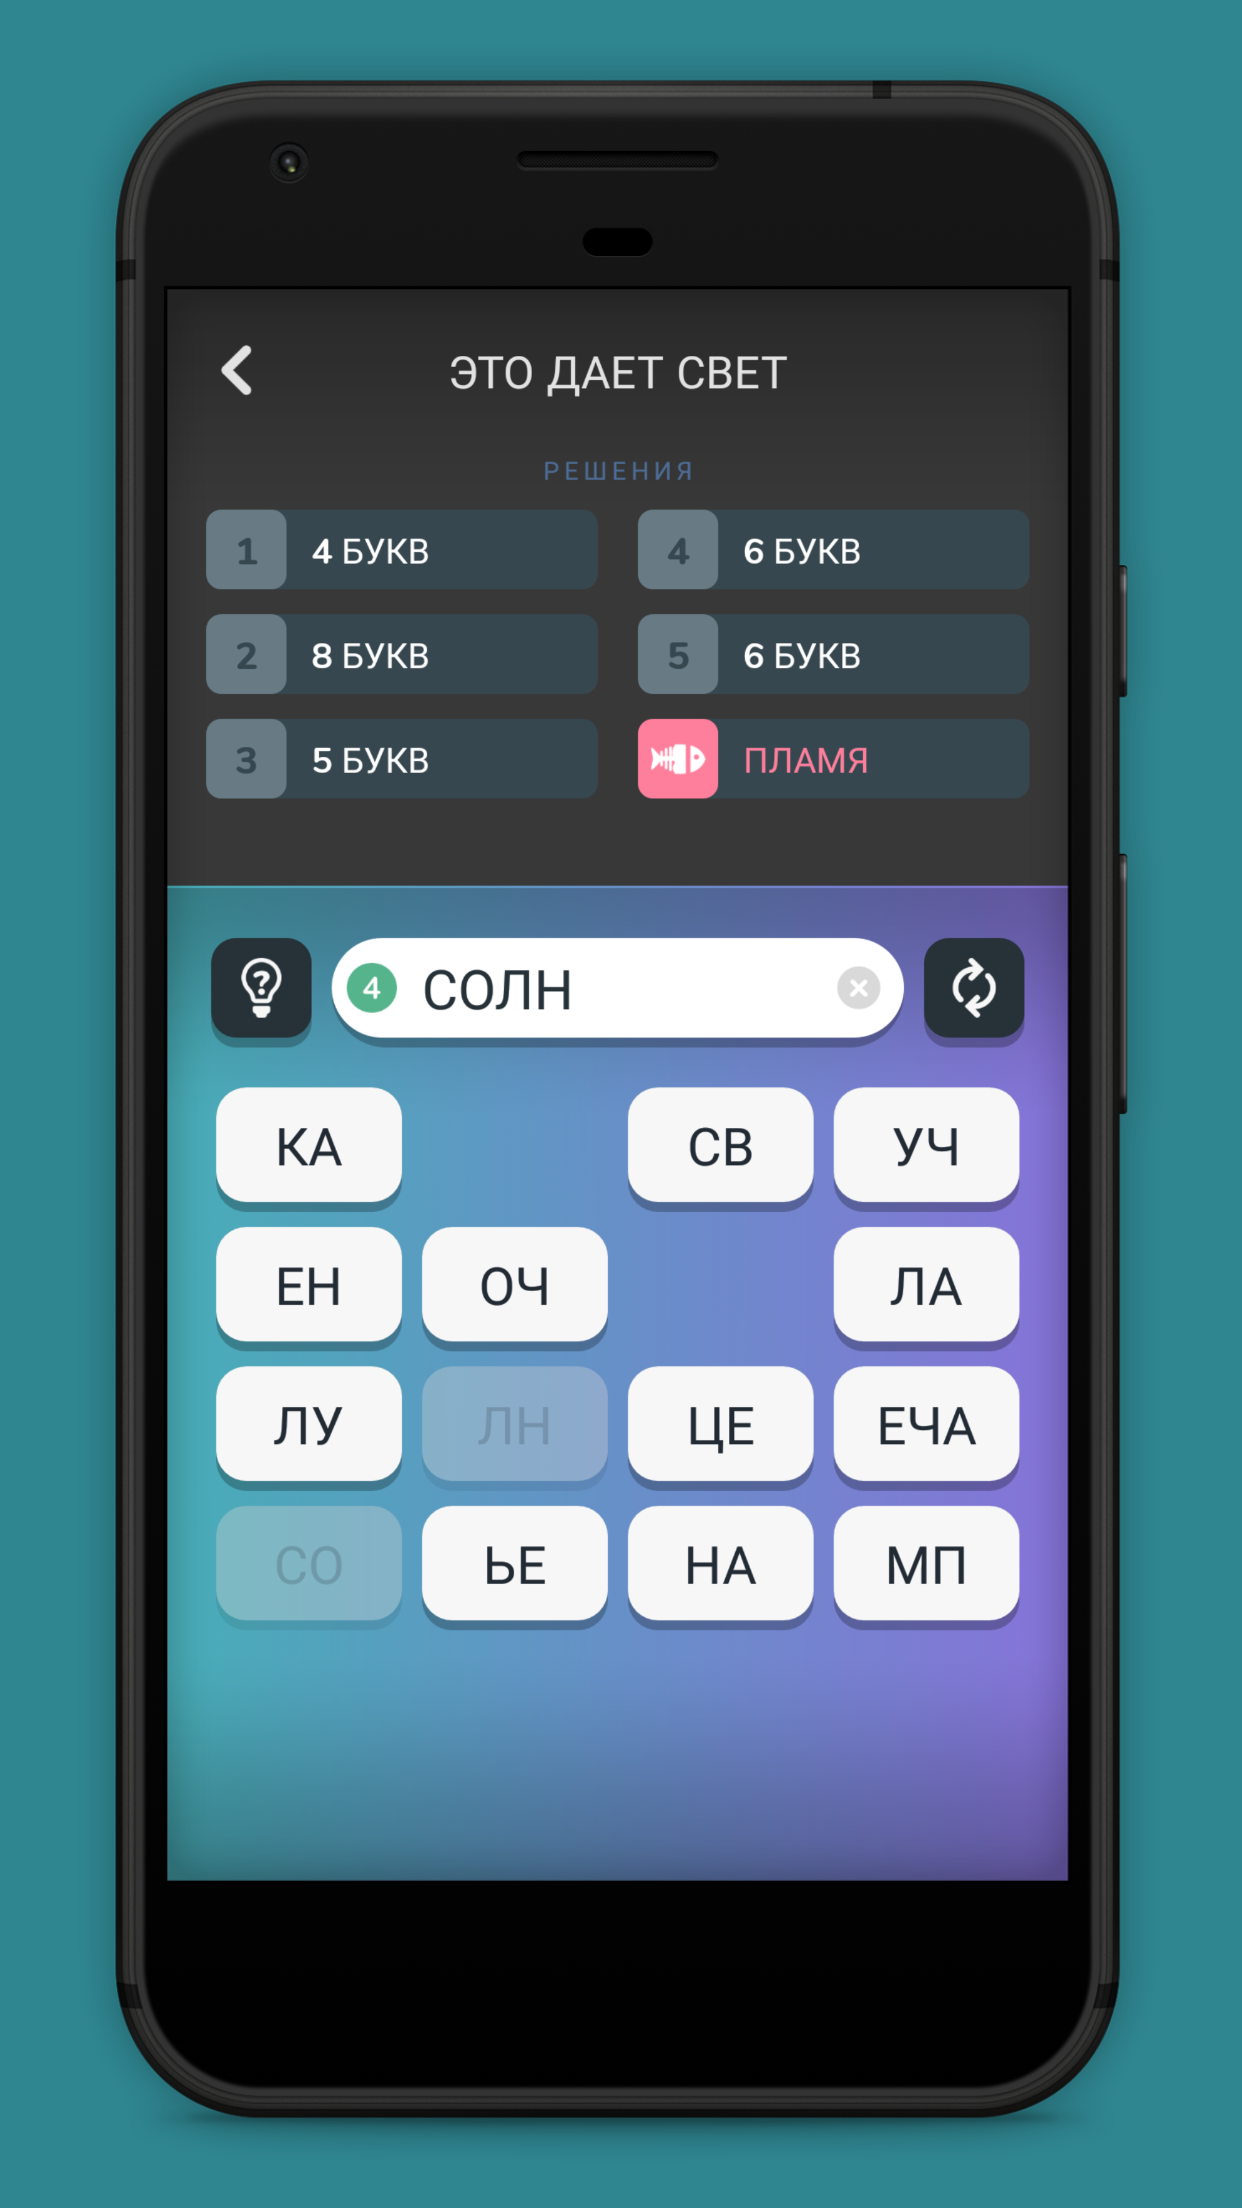 ЭТО ДАЕТ СВЕТ
РЕШЕНИЯ
1 4 БУКВ
4 6 БУКВ
2 8 БУКВ
5 6 БУКВ
3 5 БУКВ
ПЛАМЯ
? 4 СОЛН
КА СВ УЧ
ЕН ОЧ ЛА
ЛУ ЛН ЦЕ ЕЧА
СО ЬЕ НА МП